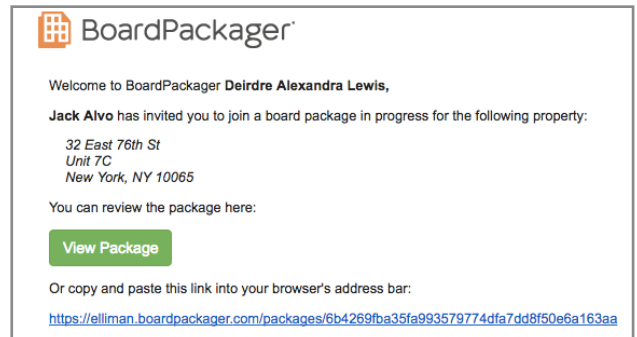 BoardPackager
Welcome to BoardPackager Deirdre Alexandra Lewis,
Jack Alvo has invited you to join a board package in progress for the following property:
32 East 76th St
Unit 7C
New York, NY 10065
You can review the package here:
View Package
Or copy and paste this link into your browser's address bar:
https://elliman.boardpackager.com/packages/6b4269fba35fa993579774dfa7dd8f50e6a163aa